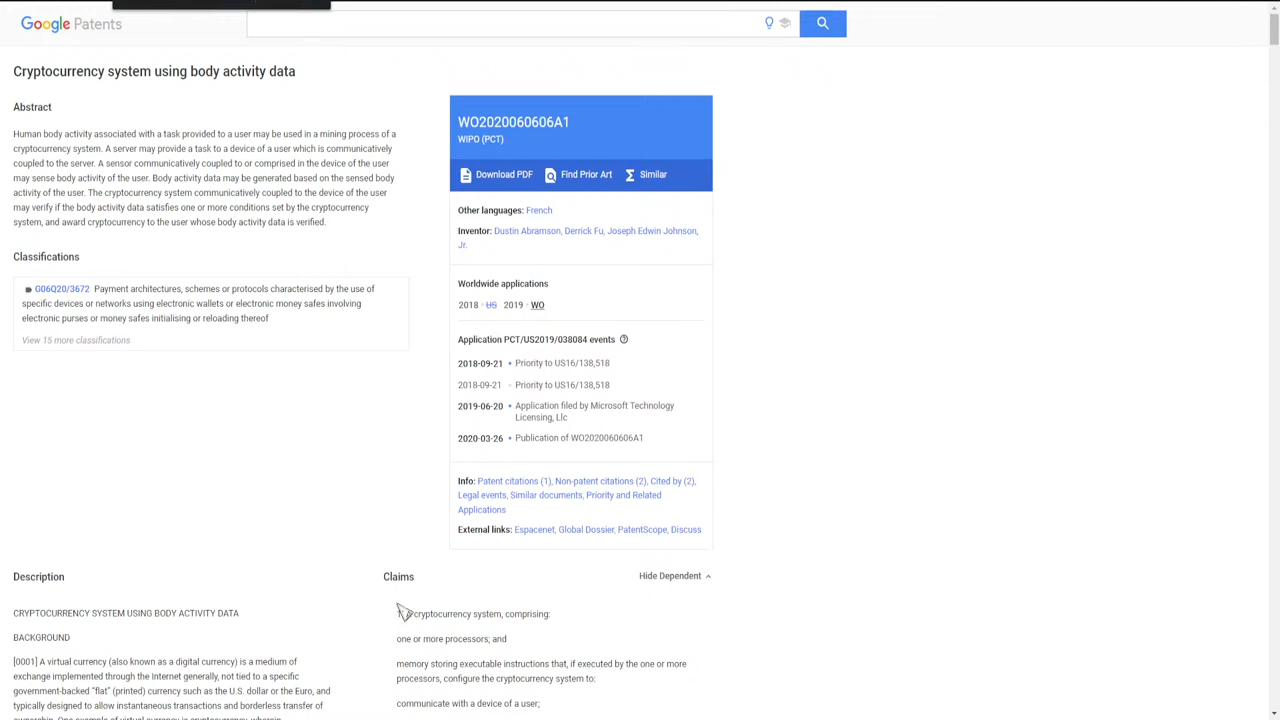 Google Patents
Cryptocurrency system using body activity data
Abstract
Human body activity associated with a task provided to a user may be used in a mining process of a
cryptocurrency system. A server may provide a task to a device of a user which is communicatively
coupled to the server. A sensor communicatively coupled to or comprised in the device of the user
may sense body activity of the user. Body activity data may be generated based on the sensed body
activity of the user. The cryptocurrency system communicatively coupled to the device of the user
may verify if the body activity data satisfies one or more conditions set by the cryptocurrency
system, and award cryptocurrency to the user whose body activity data is verified.
Classifications
G06Q20/3672 Payment architectures, schemes or protocols characterised by the use of
specific devices or networks using electronic wallets or electronic money safes involving
electronic purses or money safes initialising or reloading thereof
View 15 more classifications
WO2020060606A1
WIPO (PCT)
Download PDF Find Prior Art Similar
Other languages: French
Inventor: Dustin Abramson, Derrick Fu, Joseph Edwin Johnson,
Jr.
Worldwide applications
2018 · US 2019 · WO
Application PCT/US2019/038084 events
2018-09-21 • Priority to US16/138,518
2018-09-21 • Priority to US16/138,518
2019-06-20 • Application filed by Microsoft Technology
Licensing, Llc
2020-03-26 • Publication of WO2020060606A1
Info: Patent citations (1), Non-patent citations (2), Cited by (2),
Legal events, Similar documents, Priority and Related
Applications
External links: Espacenet, Global Dossier, PatentScope, Discuss
Description
CRYPTOCURRENCY SYSTEM USING BODY ACTIVITY DATA
BACKGROUND
[0001] A virtual currency (also known as a digital currency) is a medium of
exchange implemented through the Internet generally, not tied to a specific
government-backed "flat" (printed) currency such as the U.S. dollar or the Euro, and
typically designed to allow instantaneous transactions and borderless transfer of
ownership. One example of virtual currency is cryptocurrency, wherein
Claims
Hide Dependent
1. A cryptocurrency system, comprising:
one or more processors; and
memory storing executable instructions that, if executed by the one or more
processors, configure the cryptocurrency system to:
communicate with a device of a user;